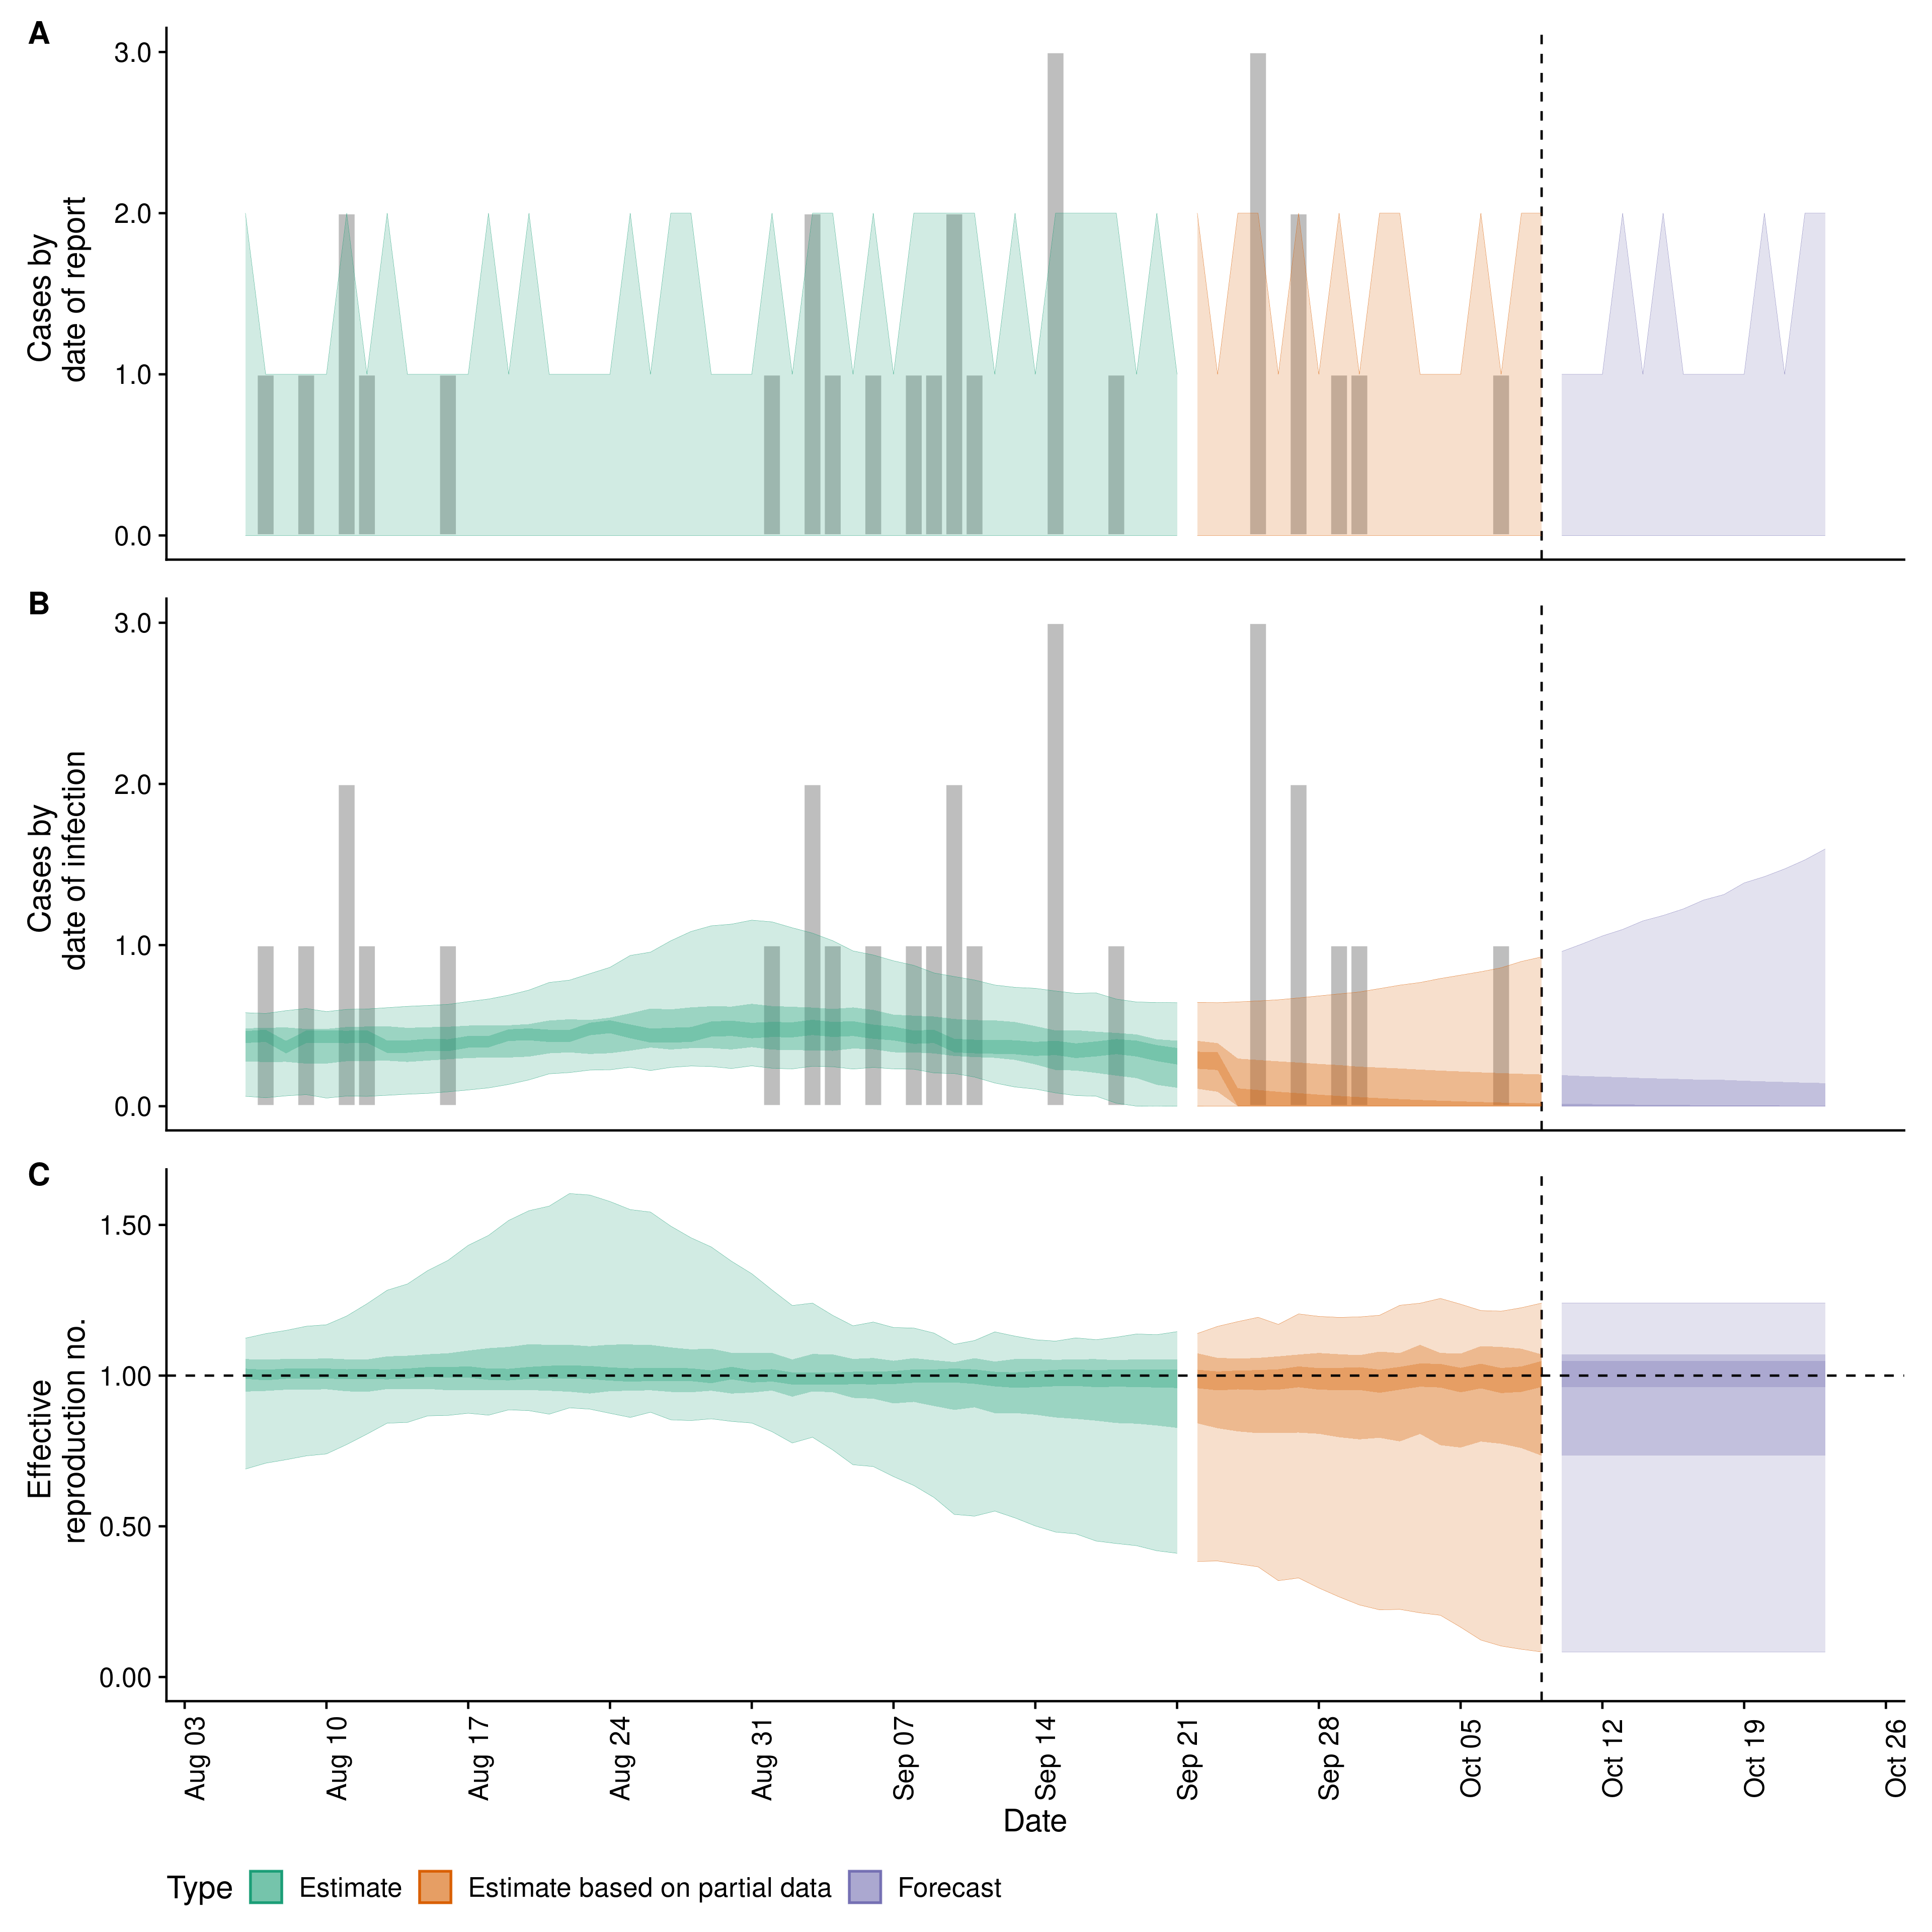 A
3.0
2.0
1.0
0.0
Cases by
date of report
B
3.0
2.0
1.0
0.0
Cases by
date of infection
C
1.50
1.00
0.50
0.00
Effective
reproduction no.
Aug 03
Aug 10
Aug 17
Aug 24
Aug 31
Sep 07
Sep 14
Sep 21
Sep 28
Oct 05
Oct 12
Oct 19
Oct 26
Date
Type Estimate Estimate based on partial data Forecast